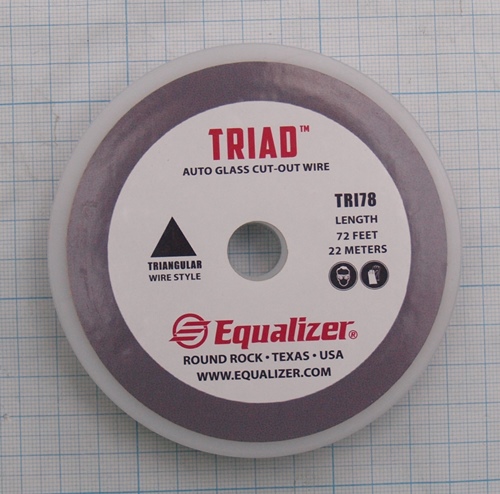 TRIAD™
AUTO GLASS CUT-OUT WIRE
TRI78
LENGTH
72 FEET
22 METERS
TRIANGULAR
WIRE STYLE
Equalizer®
ROUND ROCK • TEXAS • USA
WWW.EQUALIZER.COM